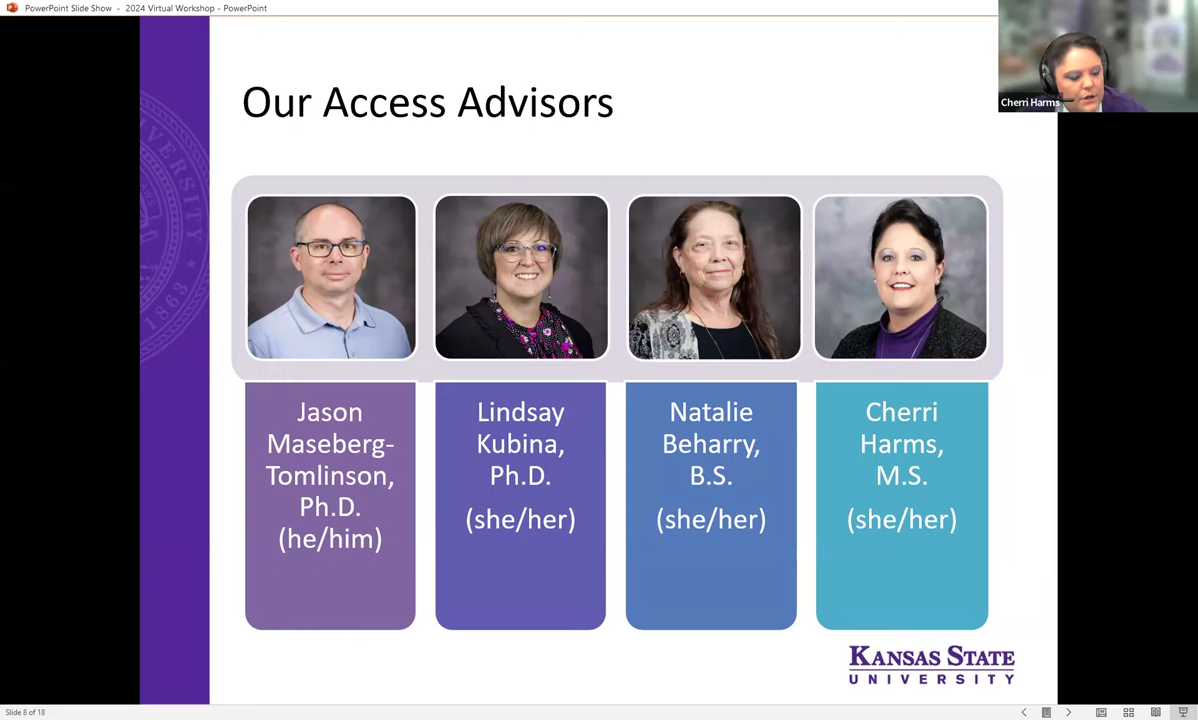 PowerPoint Slide Show - 2024 Virtual Workshop - PowerPoint
Cherri Harms
Our Access Advisors
Jason
Maseberg-
Tomlinson,
Ph.D.
(he/him)
Lindsay
Kubina,
Ph.D.
(she/her)
Natalie
Beharry,
B.S.
(she/her)
Cherri
Harms,
M.S.
(she/her)
VERSITY
1863
KANSAS STATE
UNIVERSITY
Slide 8 of 18